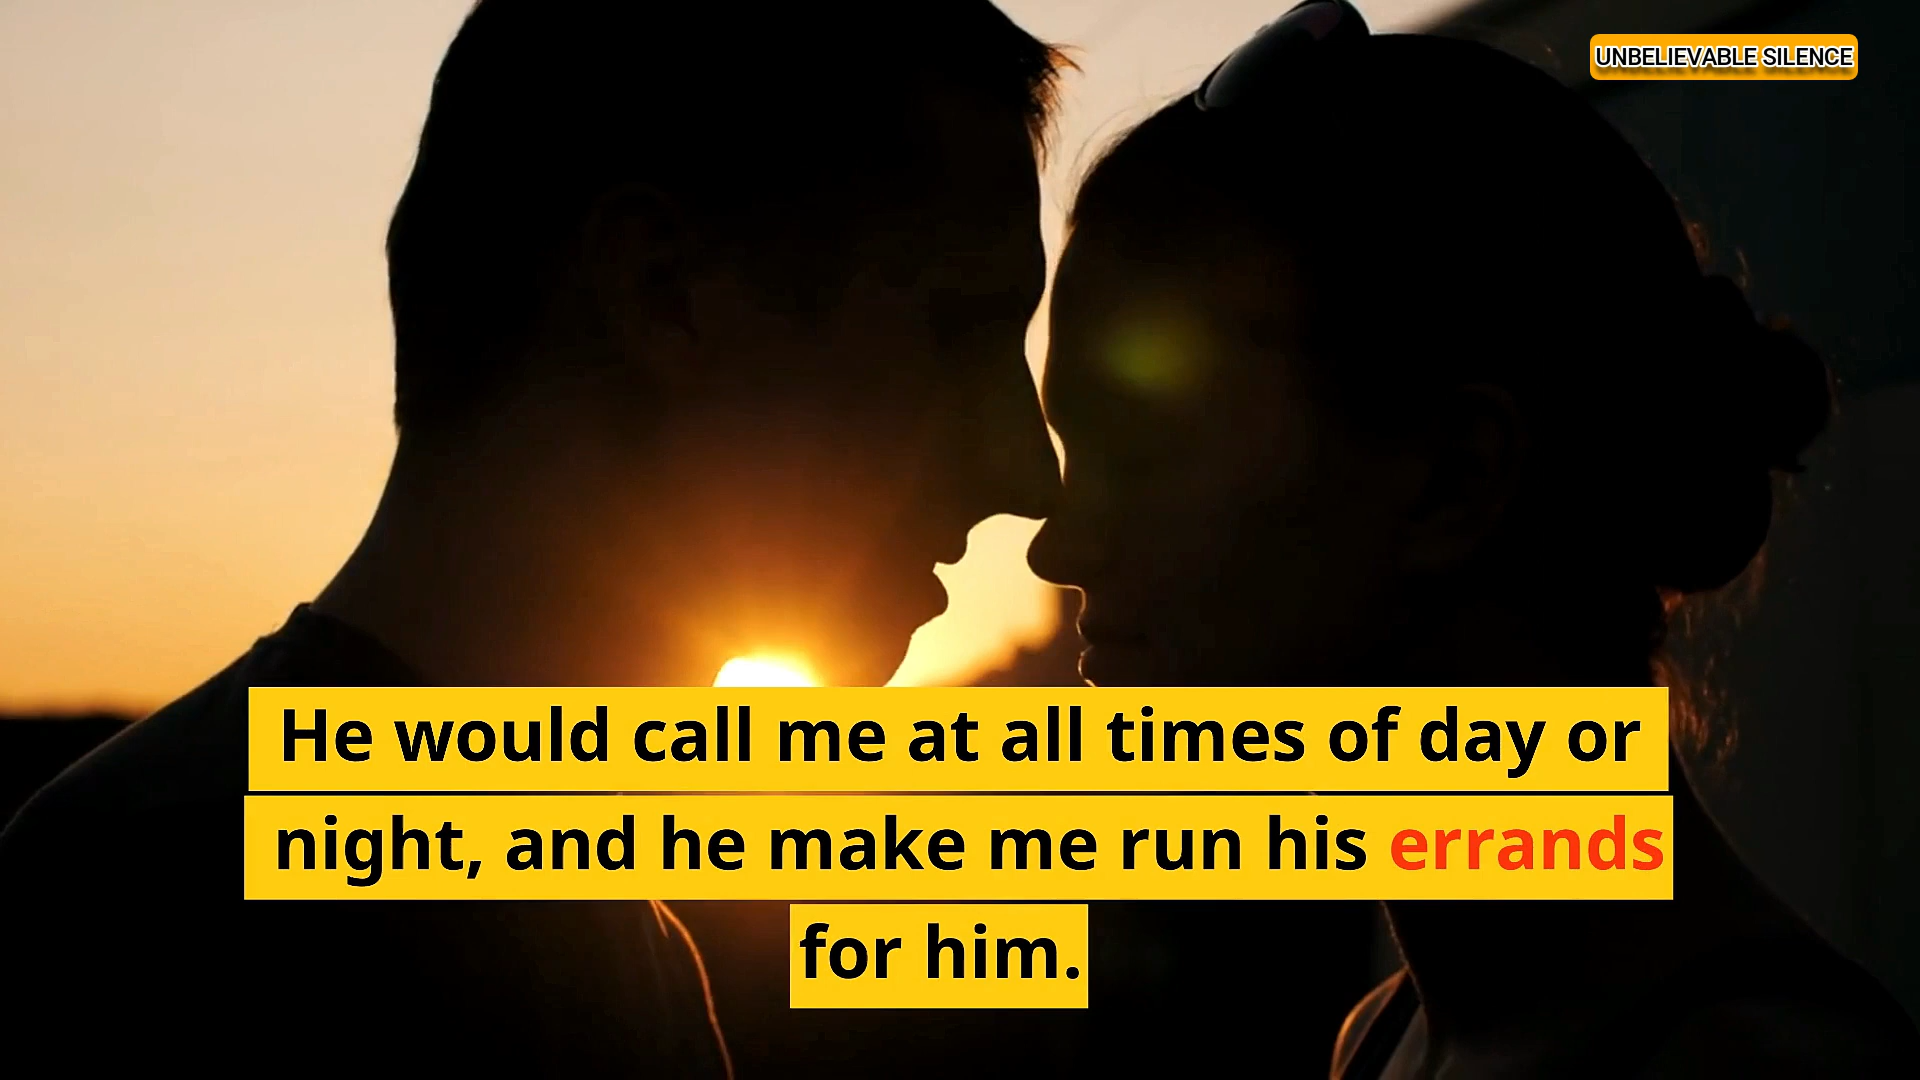 UNBELIEVABLE SILENCE
He would call me at all times of day or
night, and he make me run his errands
for him.